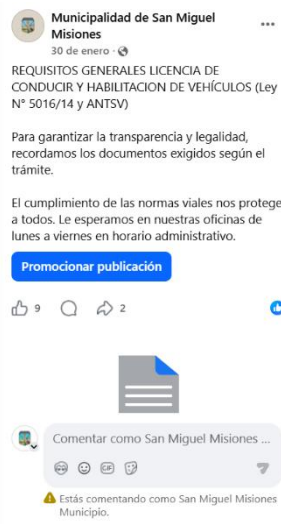 Municipalidad de San Miguel
Misiones
30 de enero ·
REQUISITOS GENERALES LICENCIA DE
CONDUCIR Y HABILITACION DE VEHÍCULOS (Ley
N° 5016/14 y ANTSV)
Para garantizar la transparencia y legalidad,
recordamos los documentos exigidos según el
trámite.
El cumplimiento de las normas viales nos protege
a todos. Le esperamos en nuestras oficinas de
lunes a viernes en horario administrativo.
Promocionar publicación
9 2
Comentar como San Miguel Misiones ...
GIF
Estás comentando como San Miguel Misiones
Municipio.